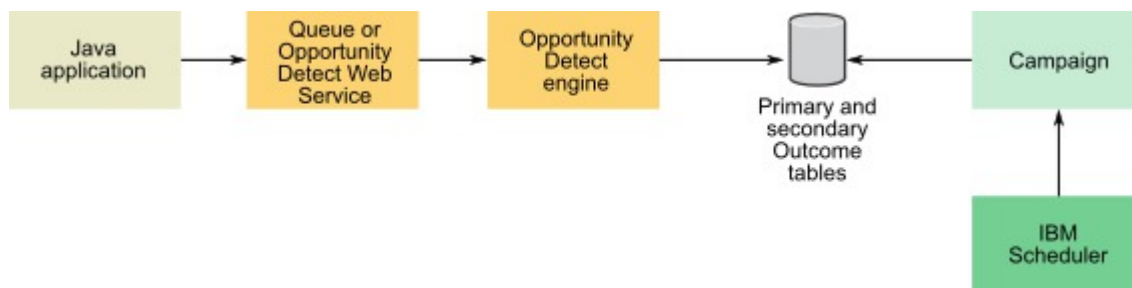 Java
application
Queue or
Opportunity
Detect Web
Service
Opportunity
Detect
engine
Primary and
secondary
Outcome
tables
Campaign
IBM
Scheduler